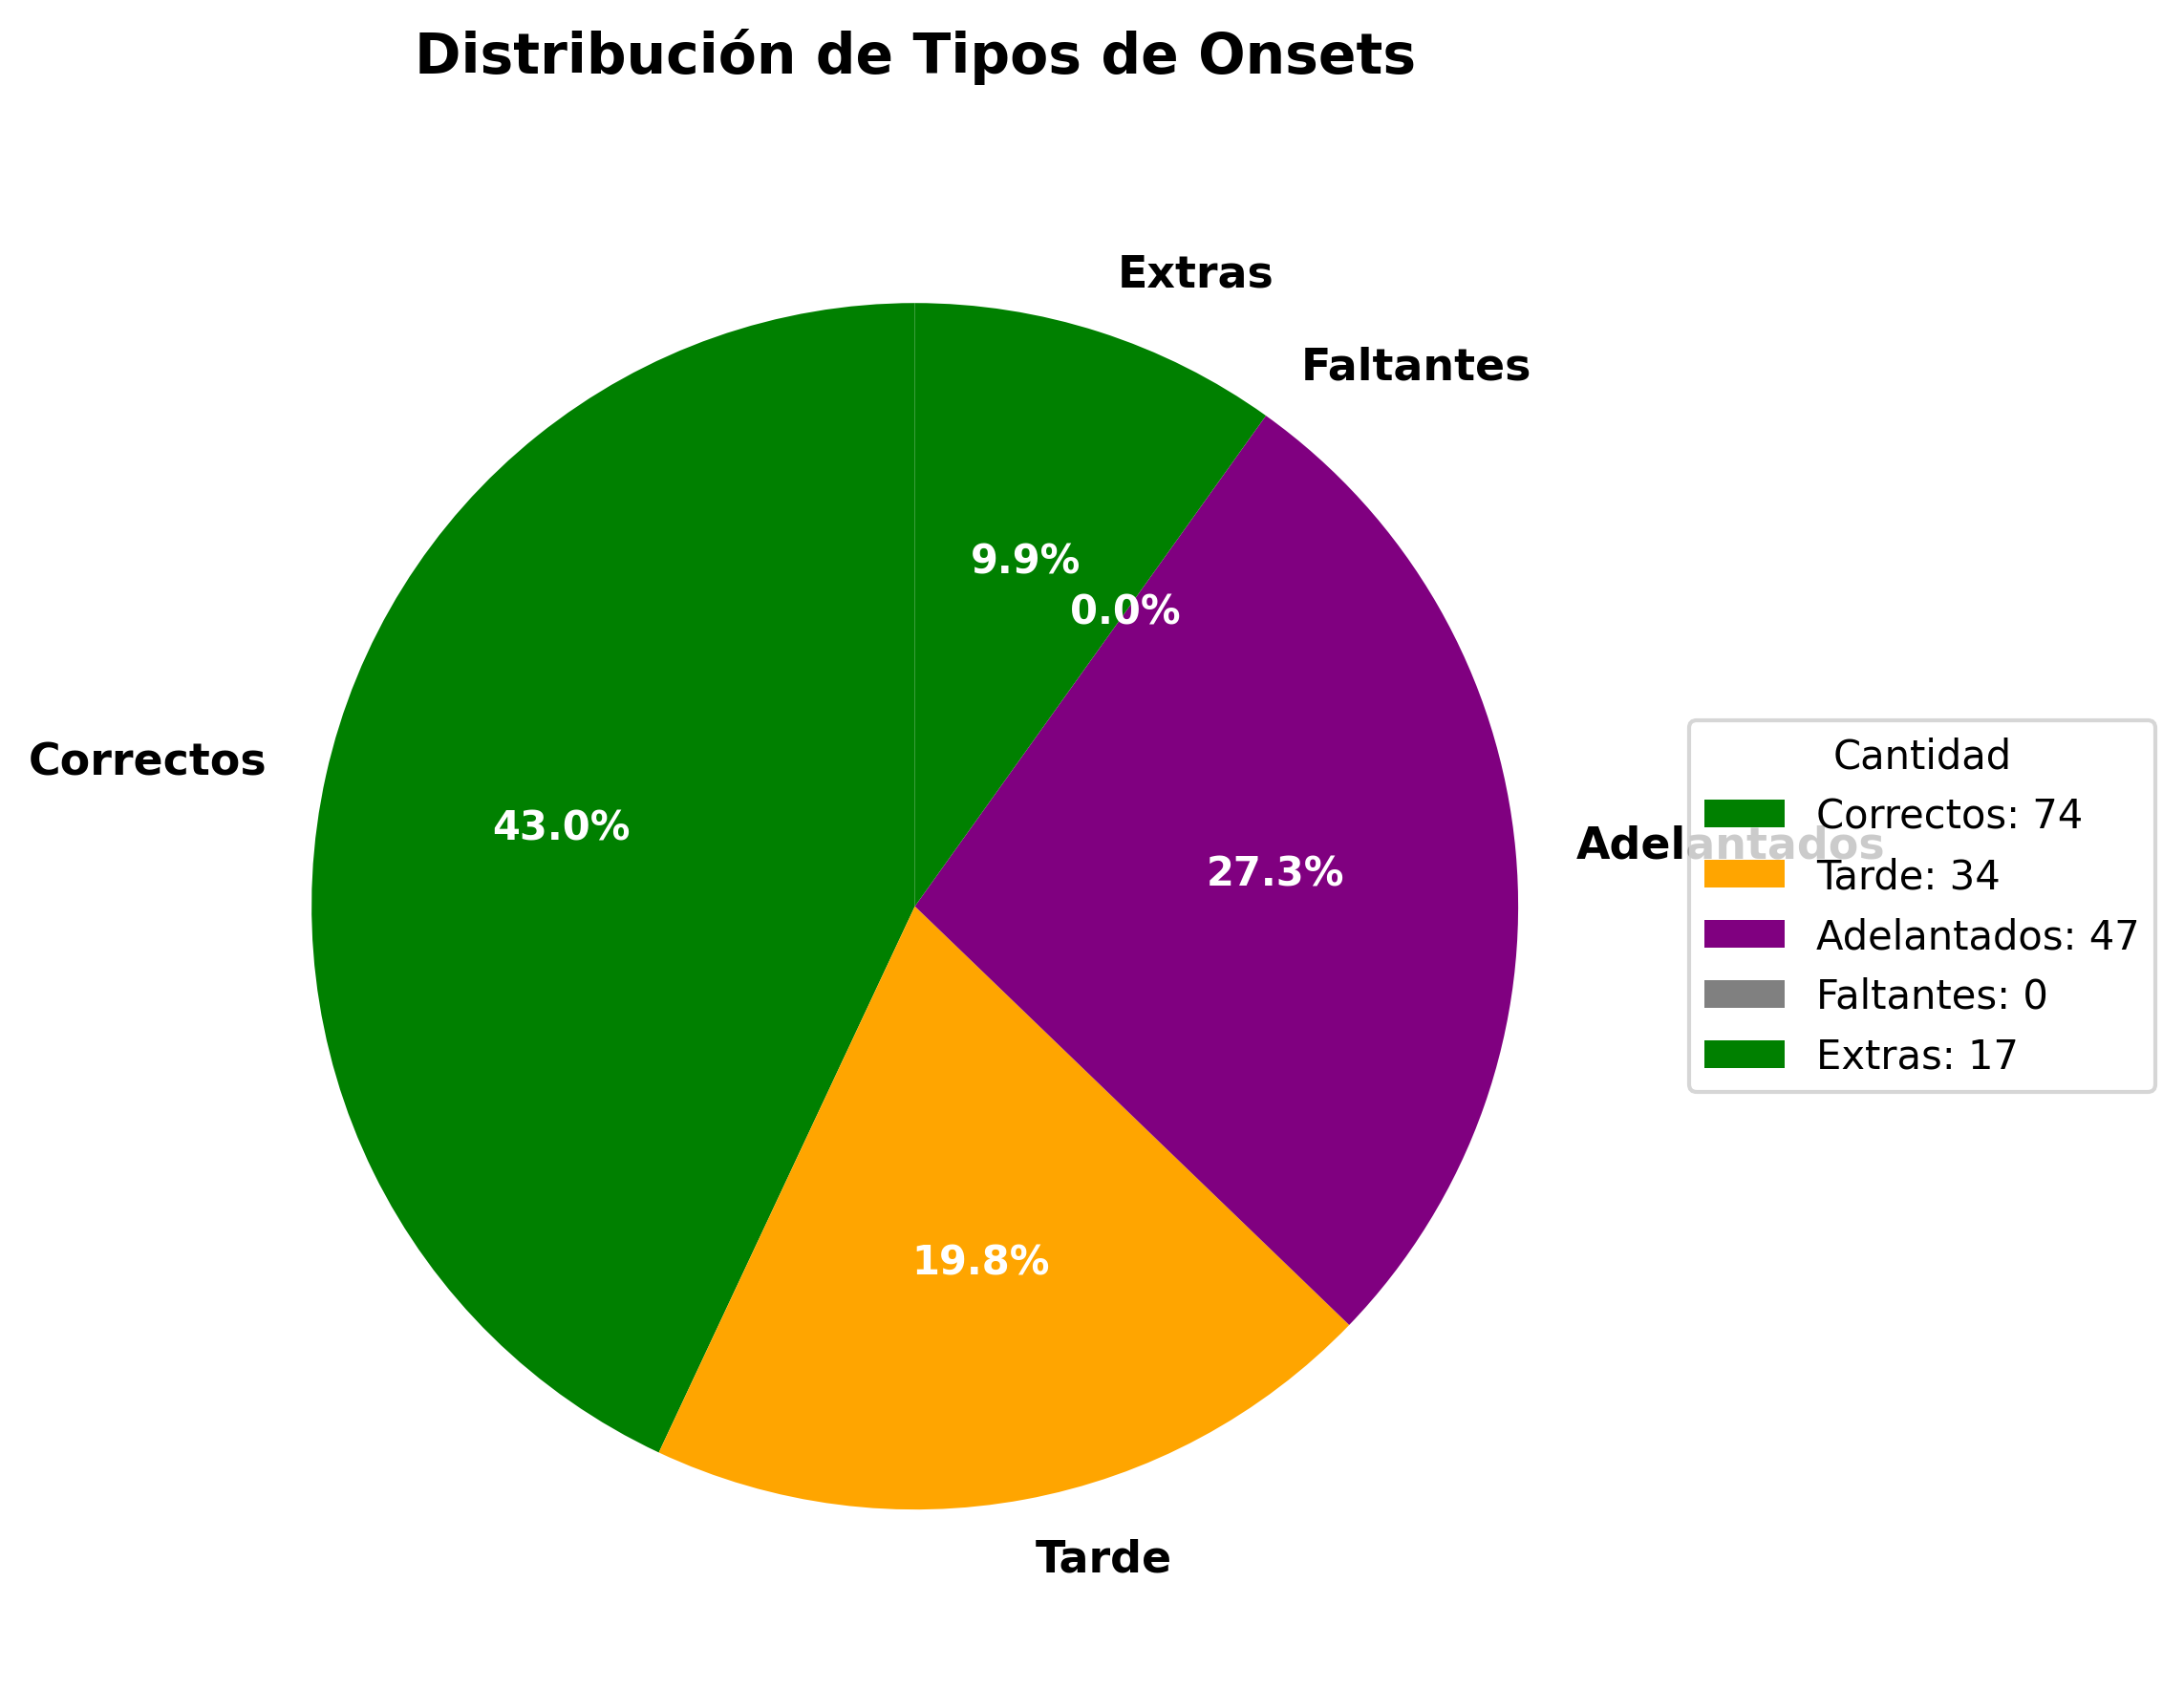 Distribución de Tipos de Onsets
Extras
Faltantes
9.9%
0.0%
Correctos
43.0%
27.3%
Adelantados
19.8%
Tarde
Cantidad
Correctos: 74
Tarde: 34
Adelantados: 47
Faltantes: 0
Extras: 17